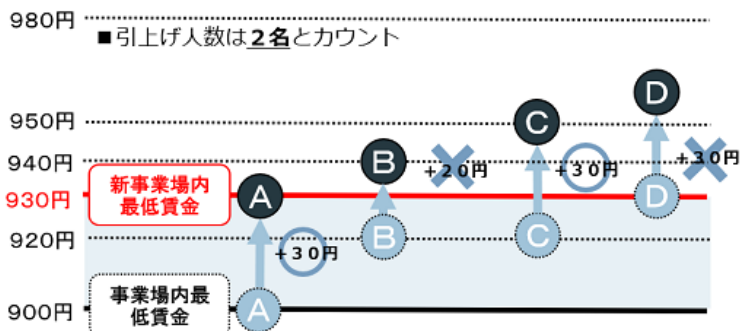 980円
■引上げ人数は２名とカウント
950円
940円
930円
920円
900円
新事業場内
最低賃金
事業場内最
低賃金
A
A
+３０円
B
B
+２０円
C
C
+３０円
D
D
+３０円